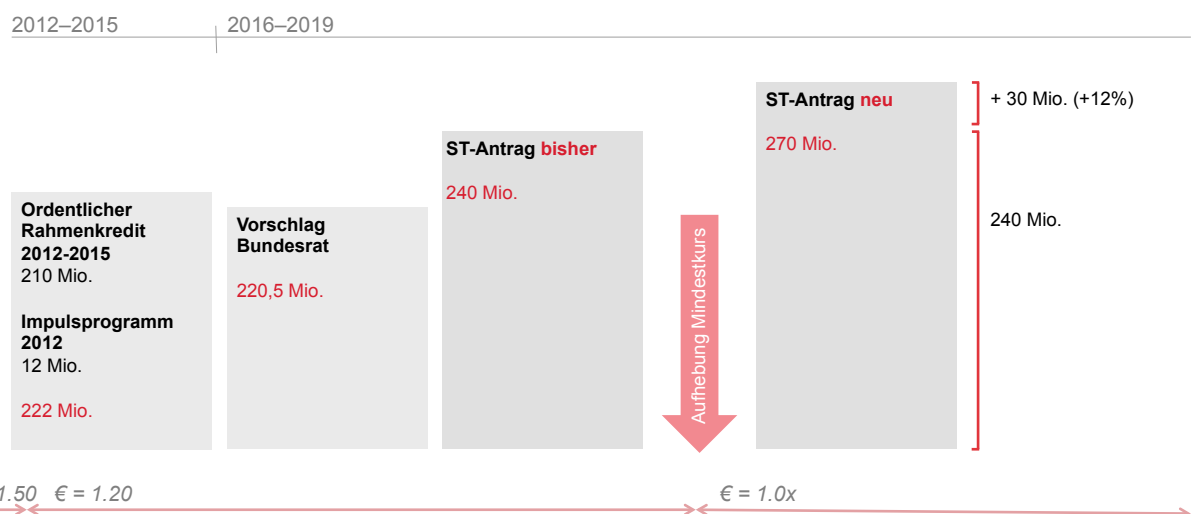 2012–2015
2016–2019
Ordentlicher
Rahmenkredit
2012-2015
210 Mio.
Impulsprogramm
2012
12 Mio.
222 Mio.
Vorschlag
Bundesrat
220,5 Mio.
ST-Antrag bisher
240 Mio.
Aufhebung Mindestkurs
ST-Antrag neu
270 Mio.
+ 30 Mio. (+12%)
240 Mio.
1.50 € = 1.20
€ = 1.0x